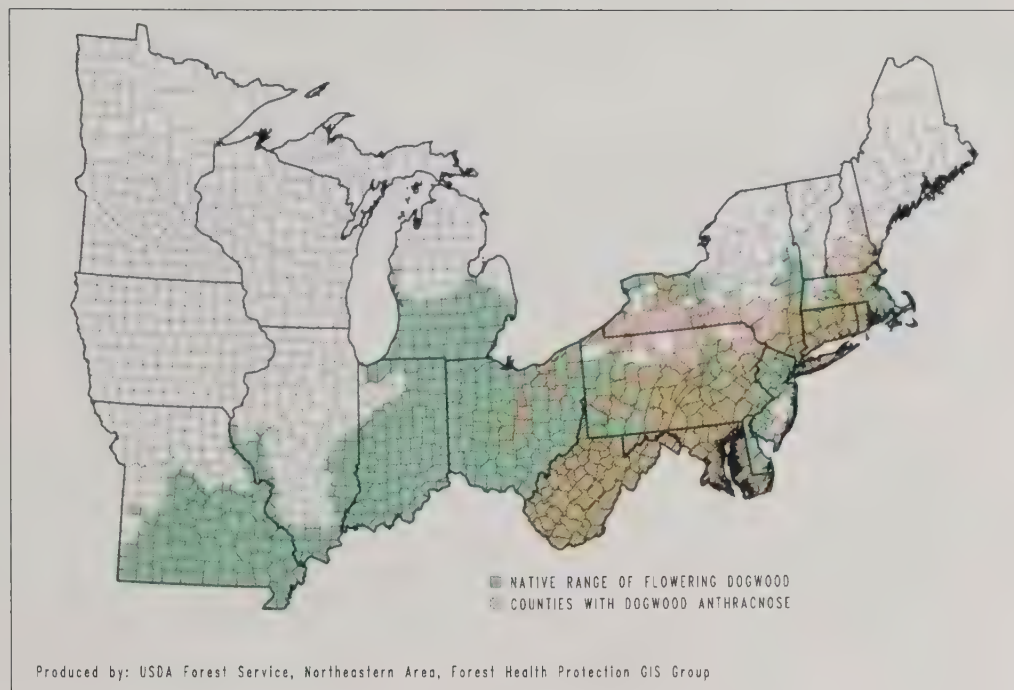 NATIVE RANGE OF FLOWERING DOGWOOD
COUNTIES WITH DOGWOOD ANTHRACNOSE
Produced by: USDA Forest Service, Northeastern Area, Forest Health Protection GIS Group